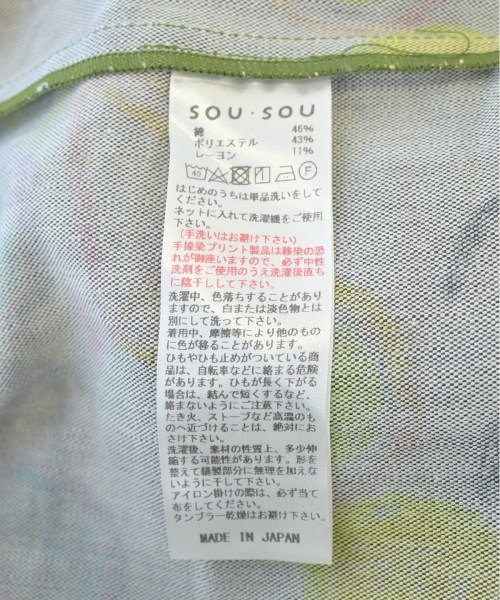 SOU・SOU
綿 46%
ポリエステル 43%
レーヨン 11%
40 F
はじめのうちは単品洗いをして
ください。
ネットに入れて洗濯機をご使用
下さい。
(手洗いはお避け下さい)
手捺染プリント製品は移染の恐
れが御座いますので、必ず中性
洗剤をご使用のうえ洗濯後直ち
に陰干しして下さい。
洗濯中、色落ちすることがあり
ますので、白または淡色物とは
別にして洗って下さい。
着用中、摩擦等により他のもの
に色が移ることがあります。
ひもやひも止めがついている商
品は、自転車などに絡まる危険
があります。ひもが長く下がる
場合は、結んで短くするなど、
絡まないようにご注意下さい。
たき火、ストーブなど高温のも
のへ近づけることは、絶対にお
さけ下さい。
洗濯後、素材の性質上、多少伸
縮する可能性があります。形を
整えて縫製部分に無理を加えな
いように干して下さい。
アイロン掛けの際は、必ず当て
布をしてください。
タンブラー乾燥はお避け下さい。
MADE IN JAPAN